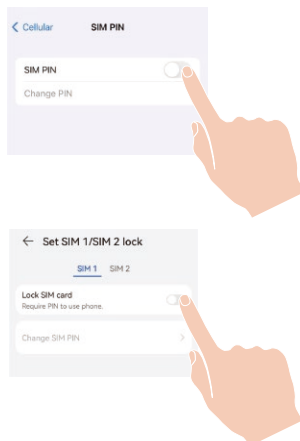 Cellular SIM PIN
SIM PIN
Change PIN
Set SIM 1/SIM 2 lock
SIM 1 SIM 2
Lock SIM card
Require PIN to use phone.
Change SIM PIN